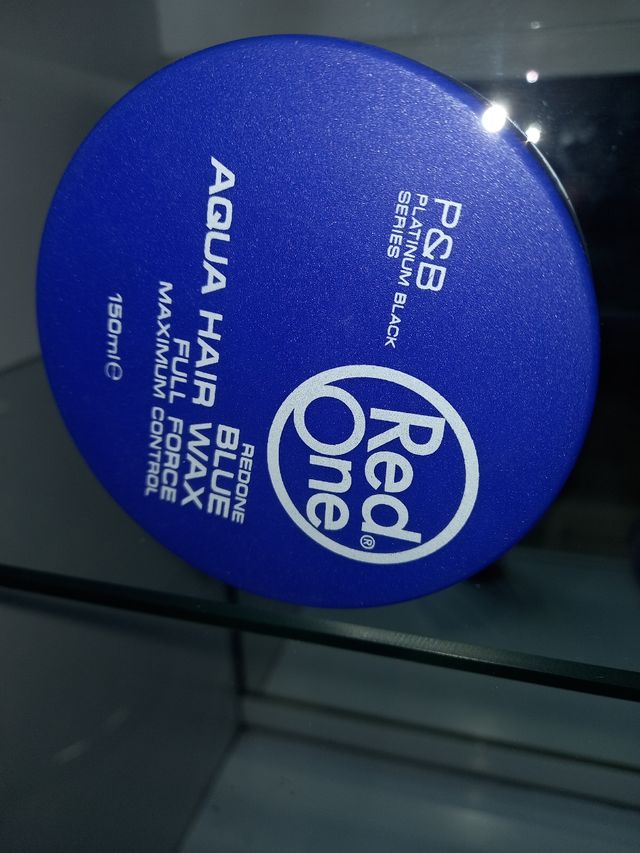 P&B
PLATINUM BLACK
SERIES
Red
One®
REDONE
BLUE
AQUA HAIR WAX
FULL FORCE
MAXIMUM CONTROL
150ml℮